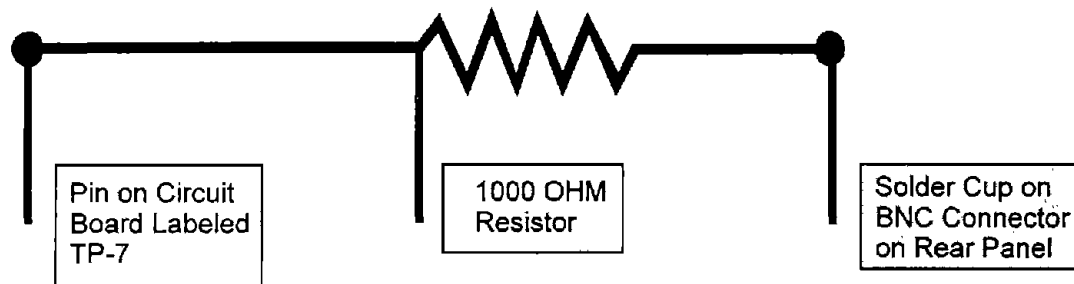 Pin on Circuit
Board Labeled
TP-7
1000 OHM
Resistor
Solder Cup on
BNC Connector
on Rear Panel